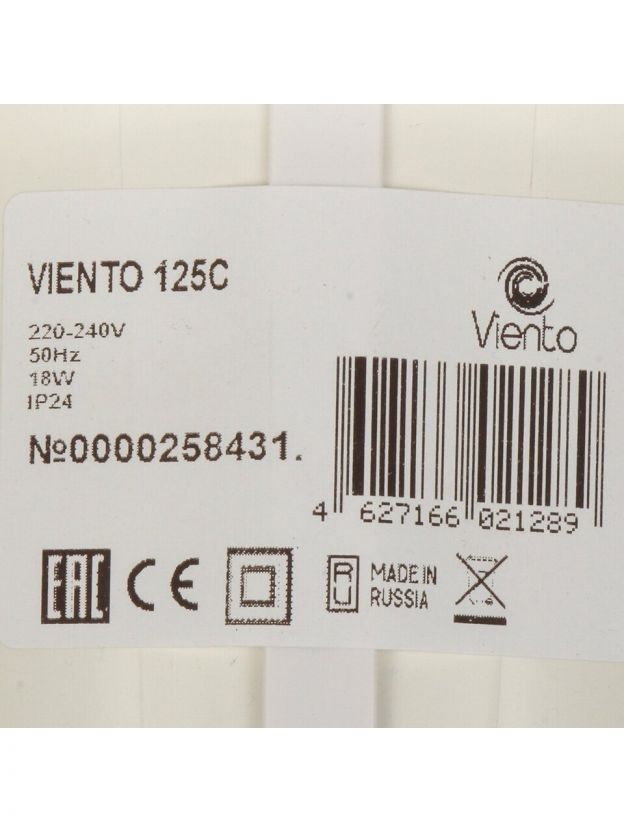 VIENTO 125C
Viento
220-240V
50Hz
18W
IP24
№0000258431.
4 627166 021289
EAC CE RU MADE IN
RUSSIA